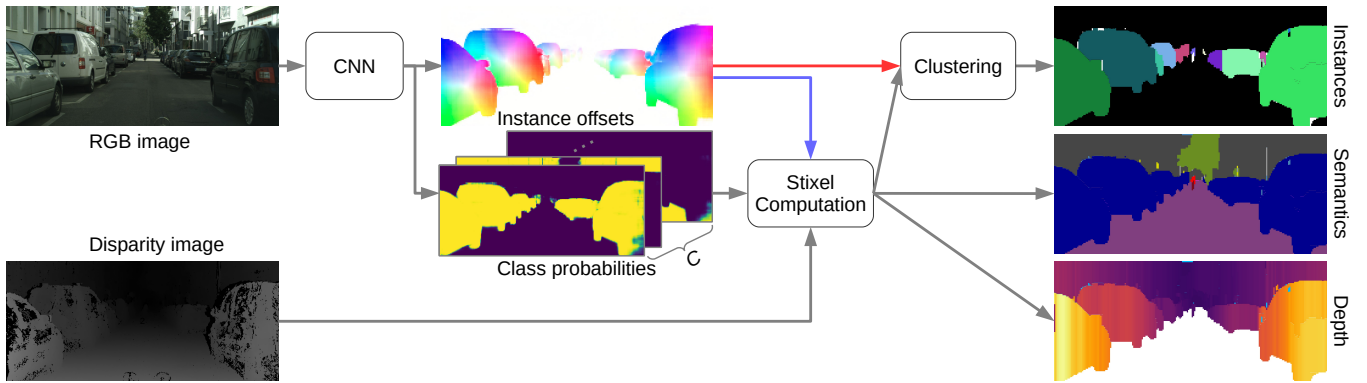 RGB image
CNN
Instance offsets
Clustering
Instances
Stixel
Computation
Semantics
Disparity image
Class probabilities
C
Depth